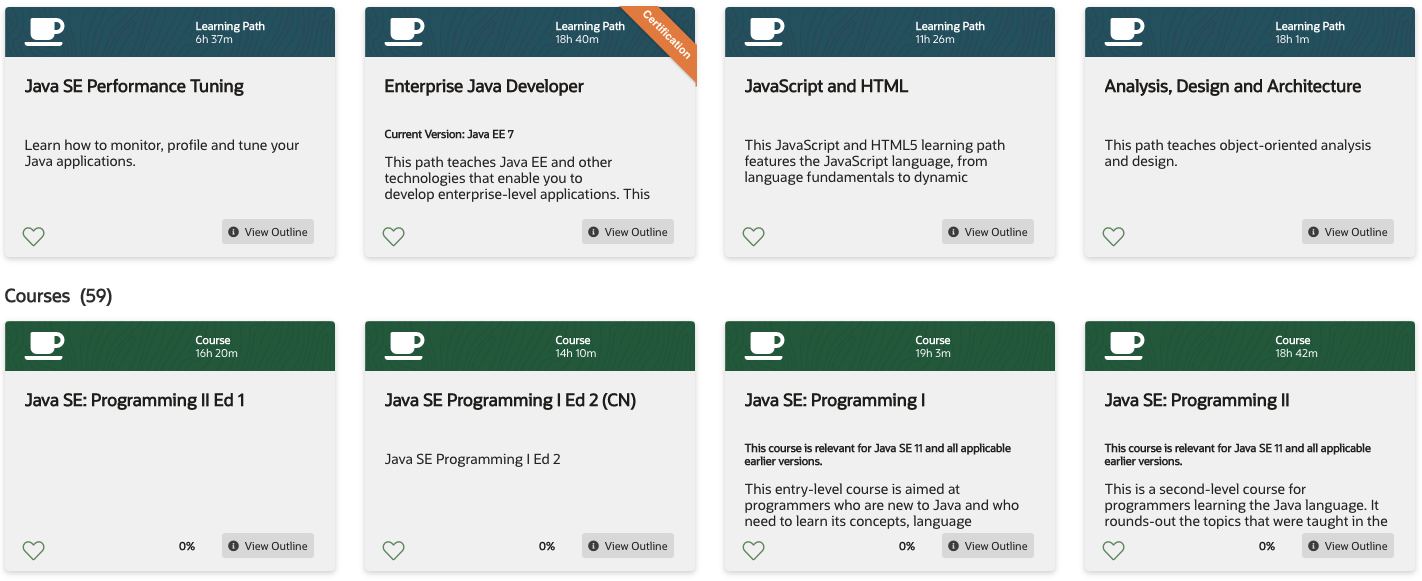 Learning Path
6h 37m
Java SE Performance Tuning
Learn how to monitor, profile and tune your
Java applications.
View Outline
Learning Path
18h 40m
Certification
Enterprise Java Developer
Current Version: Java EE 7
This path teaches Java EE and other
technologies that enable you to
develop enterprise-level applications. This
View Outline
Learning Path
11h 26m
JavaScript and HTML
This JavaScript and HTML5 learning path
features the JavaScript language, from
language fundamentals to dynamic
View Outline
Learning Path
18h 1m
Analysis, Design and Architecture
This path teaches object-oriented analysis
and design.
View Outline
Courses (59)
Course
16h 20m
Java SE: Programming II Ed 1
0%
View Outline
Course
14h 10m
Java SE Programming I Ed 2 (CN)
Java SE Programming I Ed 2
0%
View Outline
Course
19h 3m
Java SE: Programming I
This course is relevant for Java SE 11 and all applicable
earlier versions.
This entry-level course is aimed at
programmers who are new to Java and who
need to learn its concepts, language
0%
View Outline
Course
18h 42m
Java SE: Programming II
This course is relevant for Java SE 11 and all applicable
earlier versions.
This is a second-level course for
programmers learning the Java language. It
rounds-out the topics that were taught in the
0%
View Outline